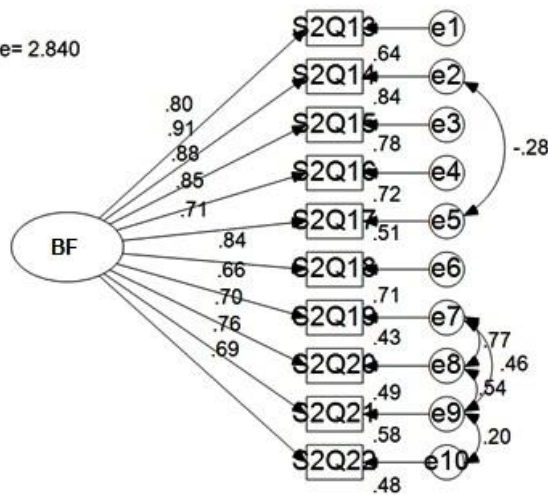 e= 2.840
S2Q13 e1
.64
S2Q14 e2
.80
.84
.91
S2Q15 e3
.88
.78
-.28
S2Q16 e4
.85
.72
.71
S2Q17 e5
.51
BF
.84
S2Q18 e6
.66
.71
.70
S2Q19 e7
.76
.43
.77
.69
S2Q20 e8
.46
.49
.54
S2Q21 e9
.58
.20
S2Q22 e10
.48